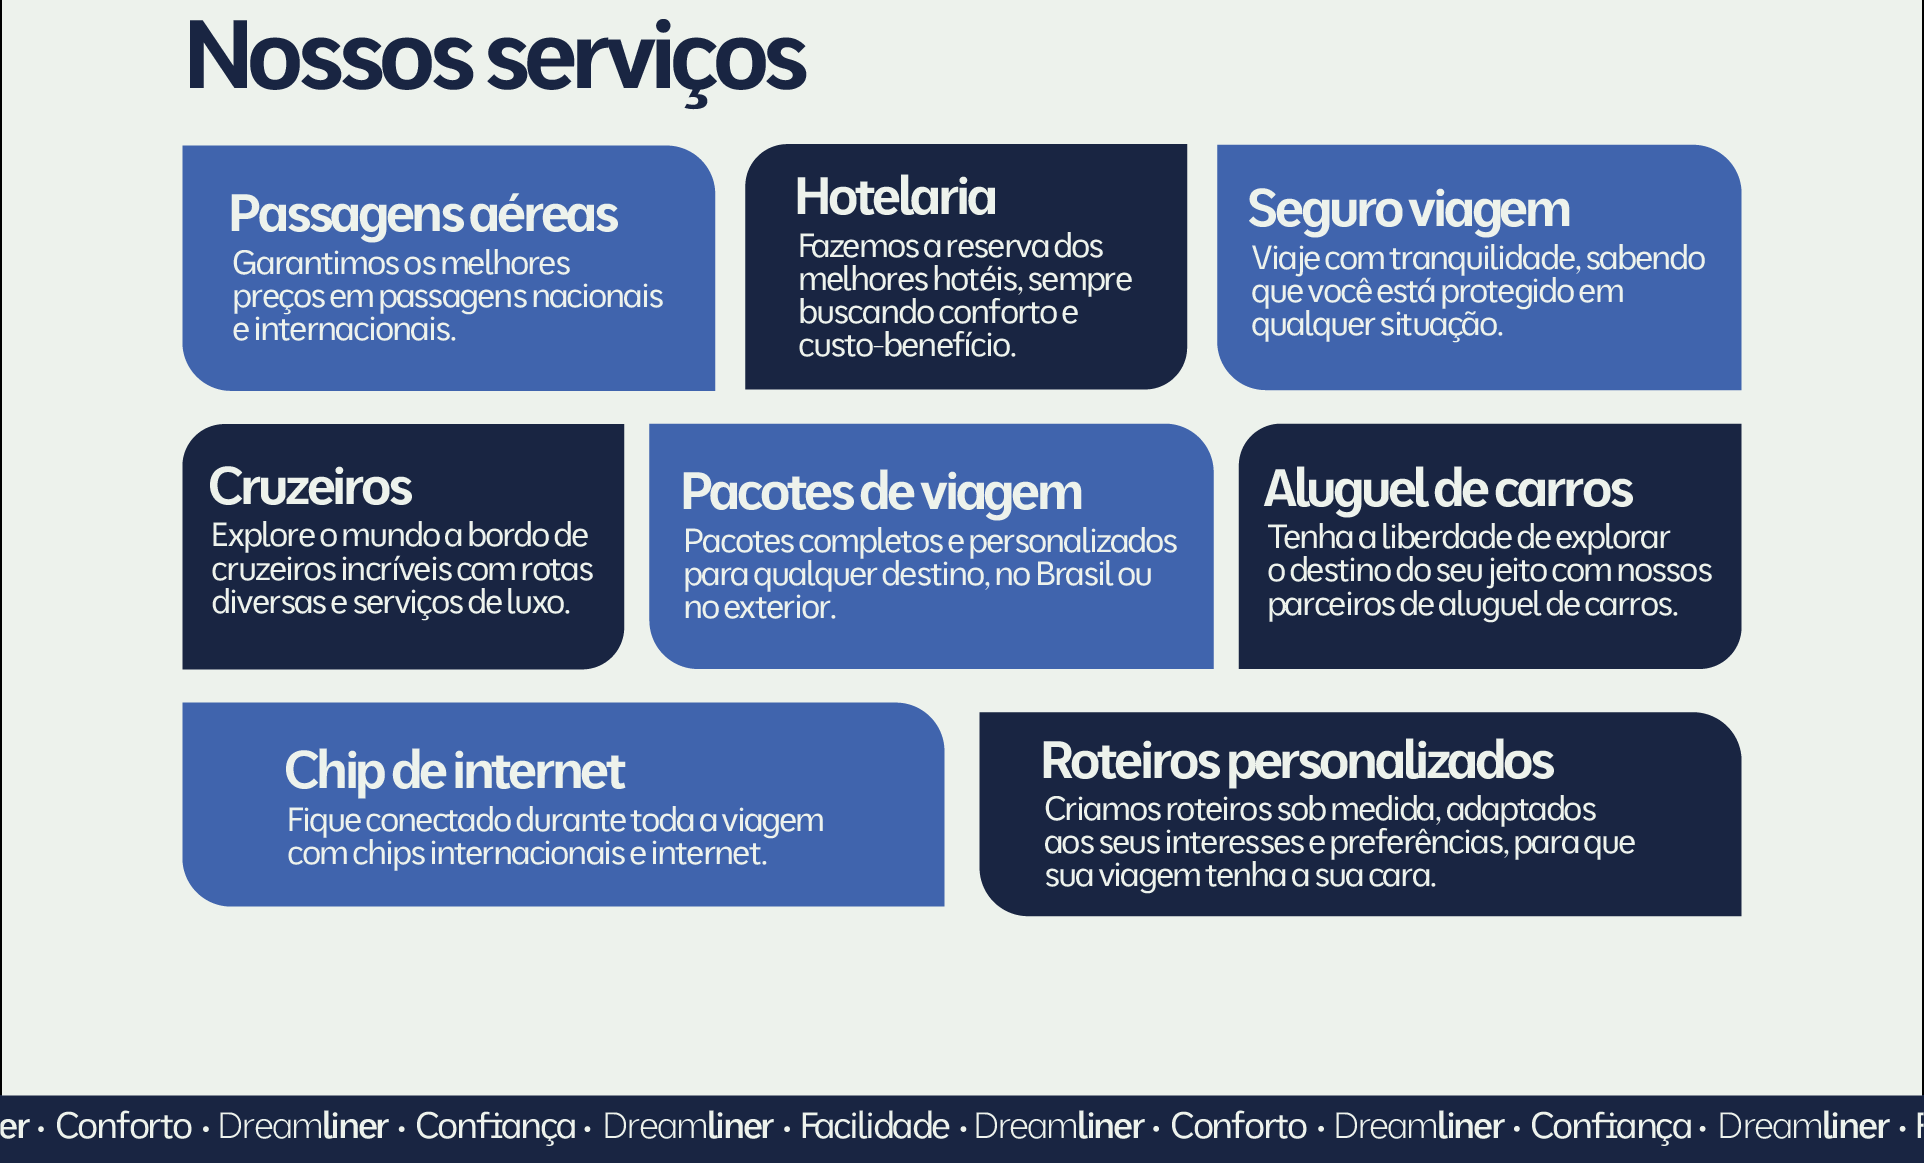 Nossos serviços
Passagens aéreas
Garantimos os melhores
preços em passagens nacionais
e internacionais.
Hotelaria
Fazemos a reserva dos
melhores hotéis, sempre
buscando conforto e
custo-benefício.
Seguro viagem
Viaje com tranquilidade, sabendo
que você está protegido em
qualquer situação.
Cruzeiros
Explore o mundo a bordo de
cruzeiros incríveis com rotas
diversas e serviços de luxo.
Pacotes de viagem
Pacotes completos e personalizados
para qualquer destino, no Brasil ou
no exterior.
Aluguel de carros
Tenha a liberdade de explorar
o destino do seu jeito com nossos
parceiros de aluguel de carros.
Chip de internet
Fique conectado durante toda a viagem
com chips internacionais e internet.
Roteiros personalizados
Criamos roteiros sob medida, adaptados
aos seus interesses e preferências, para que
sua viagem tenha a sua cara.
er · Conforto · Dreamliner · Confiança · Dreamliner · Facilidade · Dreamliner · Conforto · Dreamliner · Confiança · Dreamliner ·